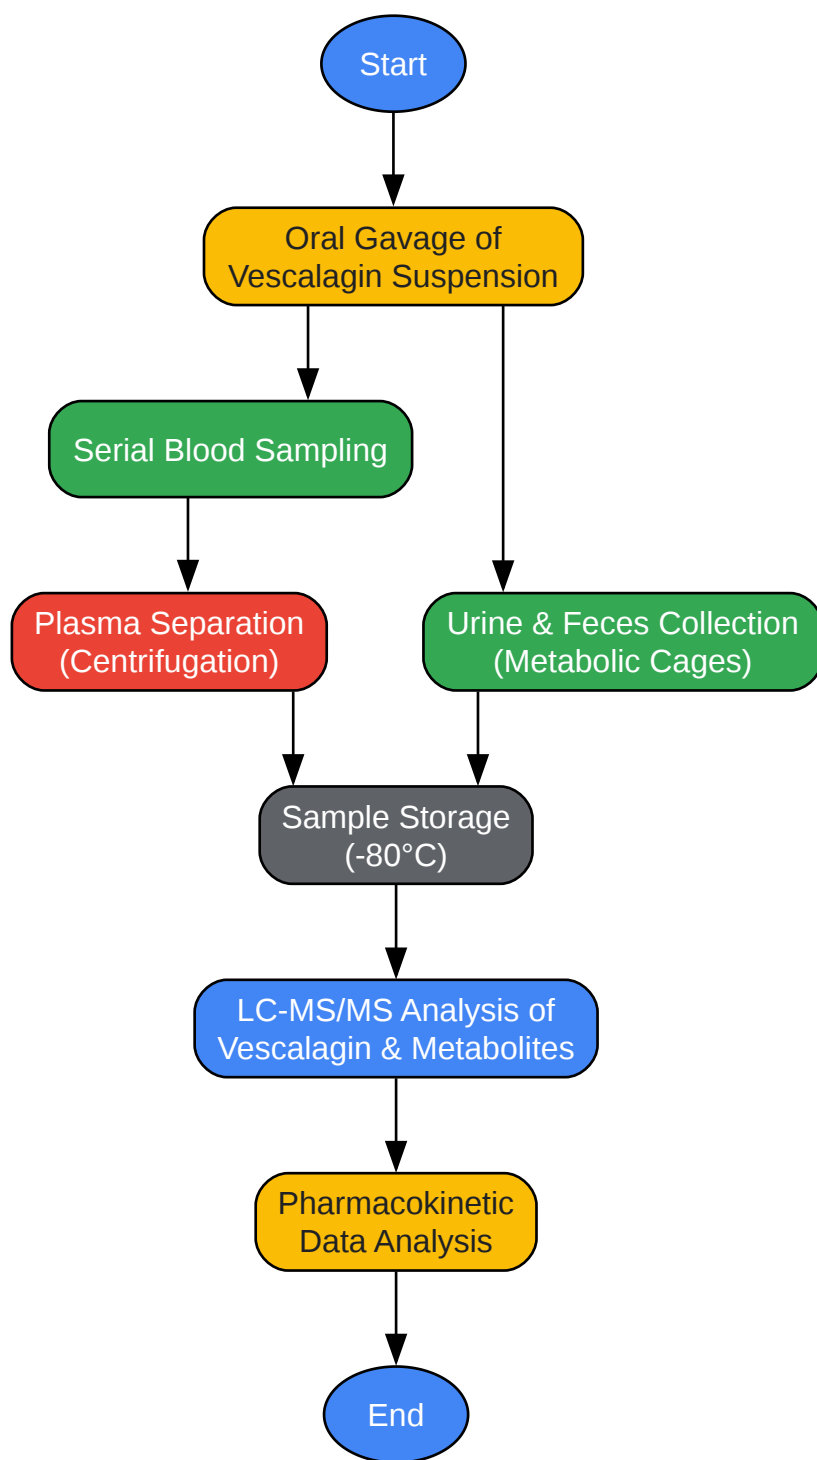 Start
Oral Gavage of
Vescalagin Suspension
Serial Blood Sampling
Plasma Separation
(Centrifugation)
Urine & Feces Collection
(Metabolic Cages)
Sample Storage
(-80°C)
LC-MS/MS Analysis of
Vescalagin & Metabolites
Pharmacokinetic
Data Analysis
End